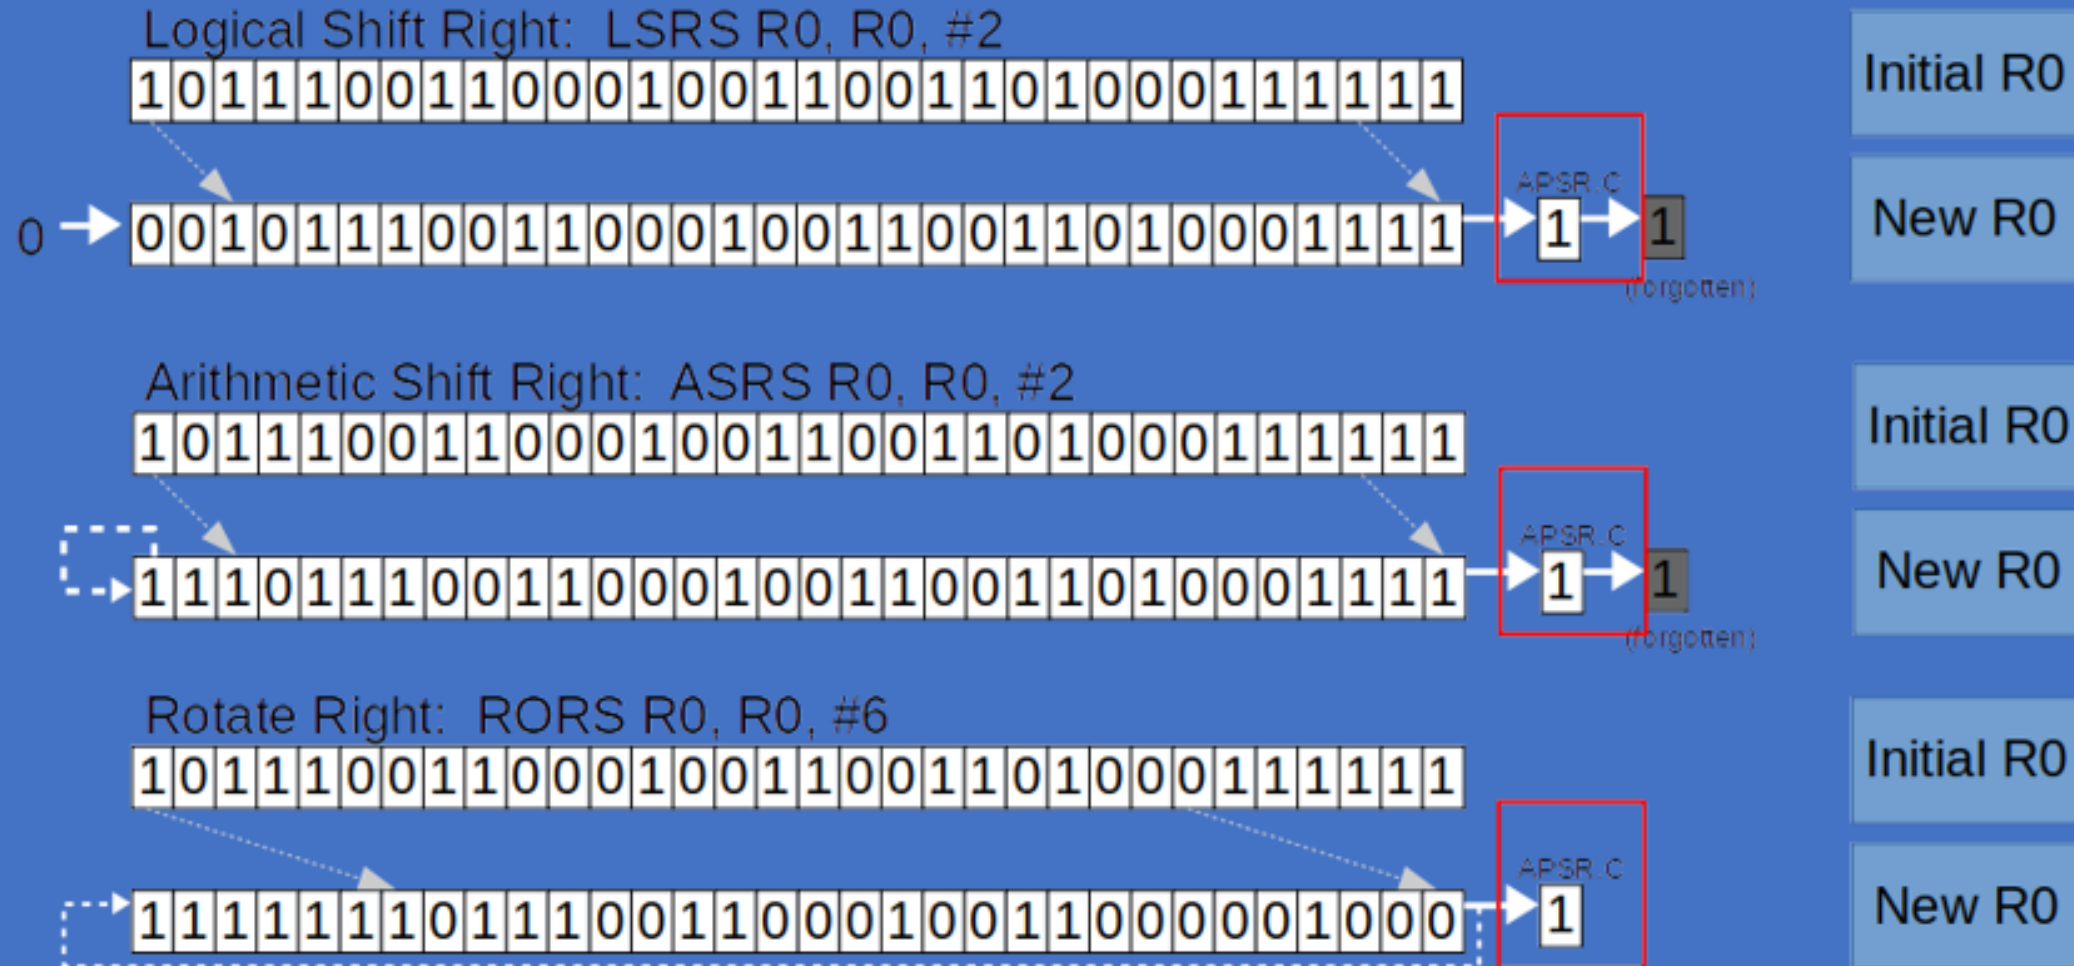 Logical Shift Right: LSRS R0, R0, #2
10111001100010011001101000111111
Initial R0
APSR.C
0 00101110011000100110011010001111 1 1
New R0
(forgotten)
Arithmetic Shift Right: ASRS R0, R0, #2
10111001100010011001101000111111
Initial R0
APSR.C
11101110011000100110011010001111 1 1
New R0
(forgotten)
Rotate Right: RORS R0, R0, #6
10111001100010011001101000111111
Initial R0
APSR.C
11111110111001100010011000001000 1
New R0